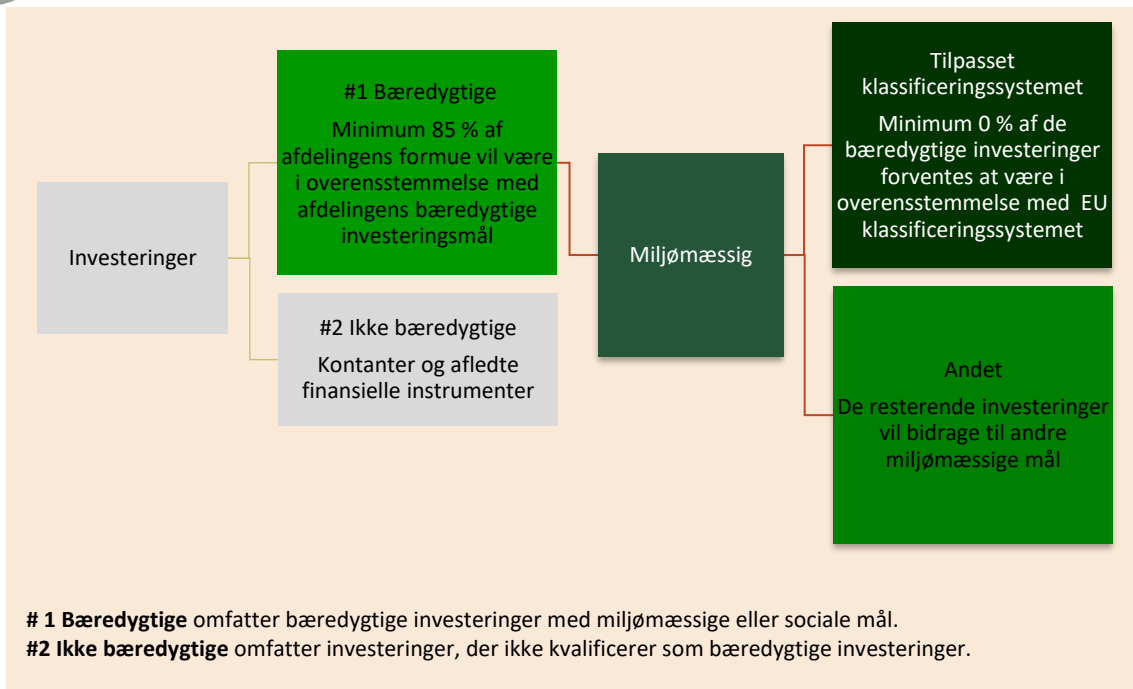 Investeringer
#1 Bæredygtige
Minimum 85 % af
afdelingens formue vil være
i overensstemmelse med
afdelingens bæredygtige
investeringsmål
#2 Ikke bæredygtige
Kontanter og afledte
finansielle instrumenter
Miljømæssig
Tilpasset
klassificeringssystemet
Minimum 0 % af de
bæredygtige investeringer
forventes at være i
overensstemmelse med EU
klassificeringssystemet
Andet
De resterende investeringer
vil bidrage til andre
miljømæssige mål
# 1 Bæredygtige omfatter bæredygtige investeringer med miljømæssige eller sociale mål.
#2 Ikke bæredygtige omfatter investeringer, der ikke kvalificerer som bæredygtige investeringer.